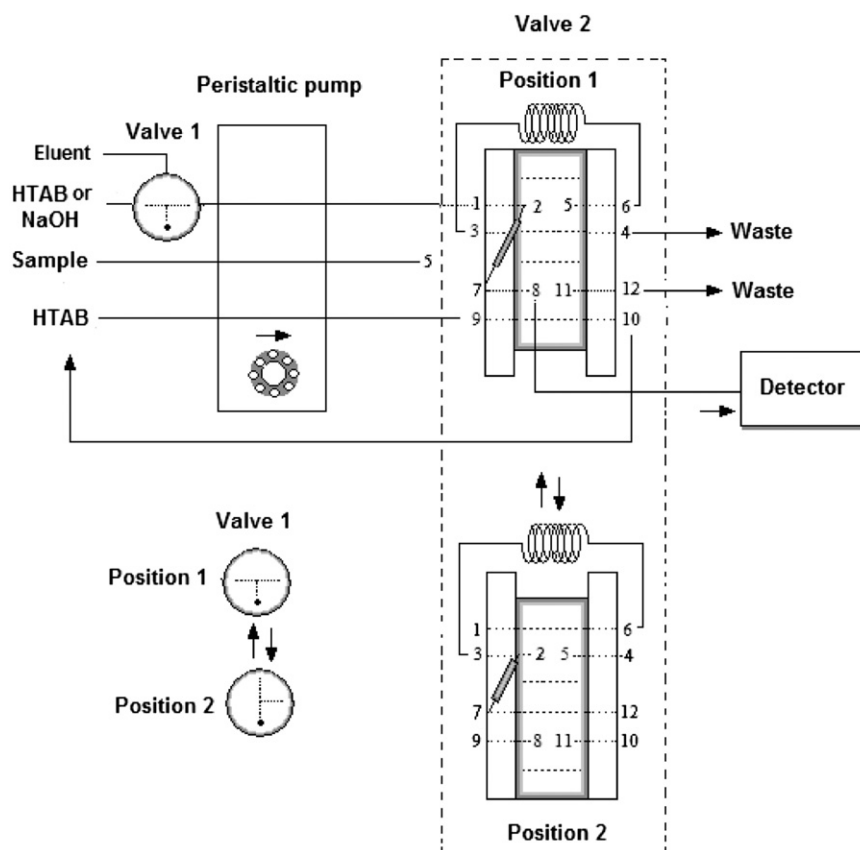 Valve 2
Position 1
Peristaltic pump
Valve 1
Eluent
HTAB or
NaOH
1 2 5 6
3 4 Waste
Sample 5
7 8 11 12 Waste
HTAB 9 10
Detector
Valve 1
Position 1
1 6
3 2 5 4
Position 2
7 12
9 8 11 10
Position 2